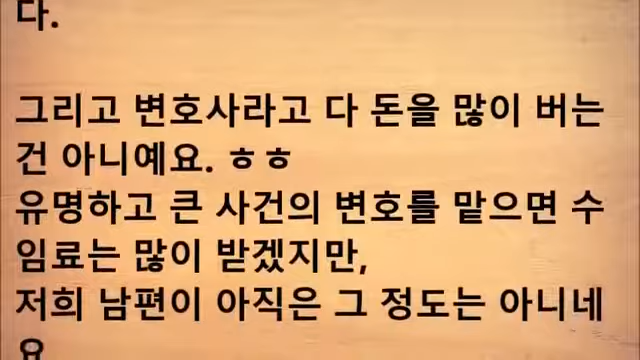 다.
그리고 변호사라고 다 돈을 많이 버는
건 아니예요. ㅎㅎ
유명하고 큰 사건의 변호를 맡으면 수
임료는 많이 받겠지만,
저희 남편이 아직은 그 정도는 아니네
요